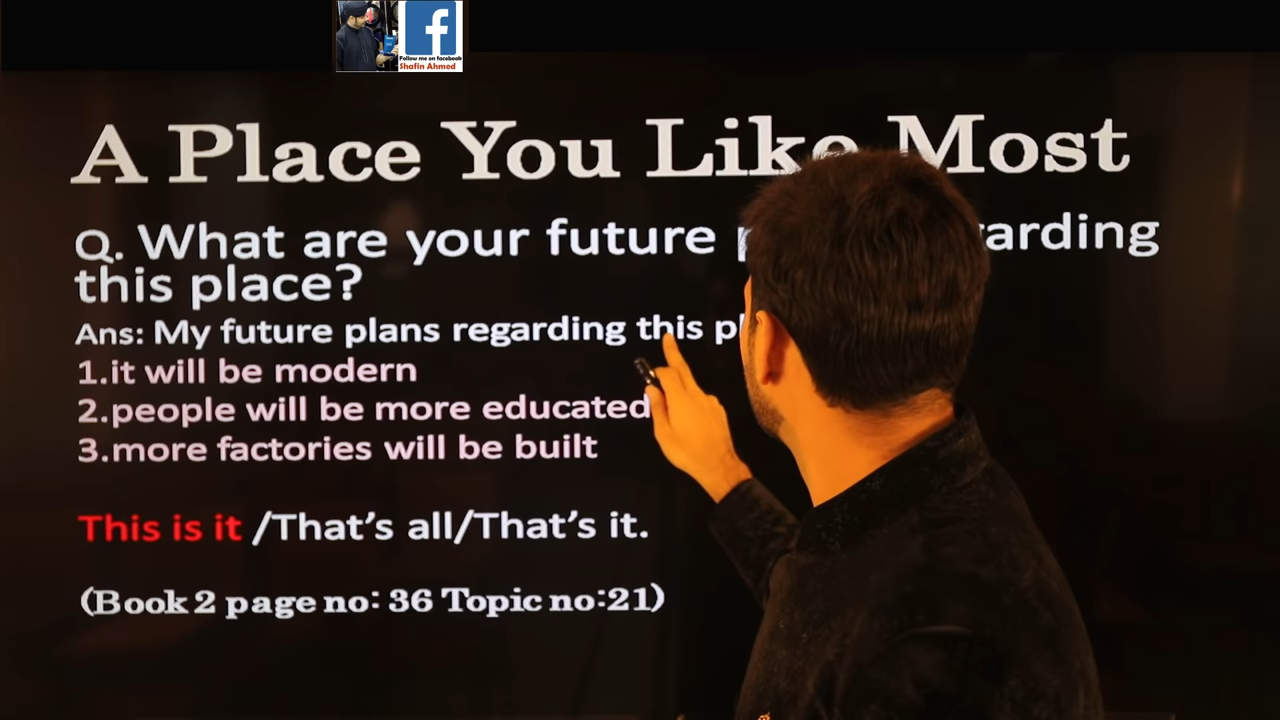 Follow me on facebook
Shafin Ahmed
A Place You Like Most
Q. What are your future
this place?
Ans: My future plans regarding this
1.it will be modern
2.people will be more educated
3.more factories will be built
This is it /That's all/That's it.
(Book 2 page no: 36 Topic no:21)